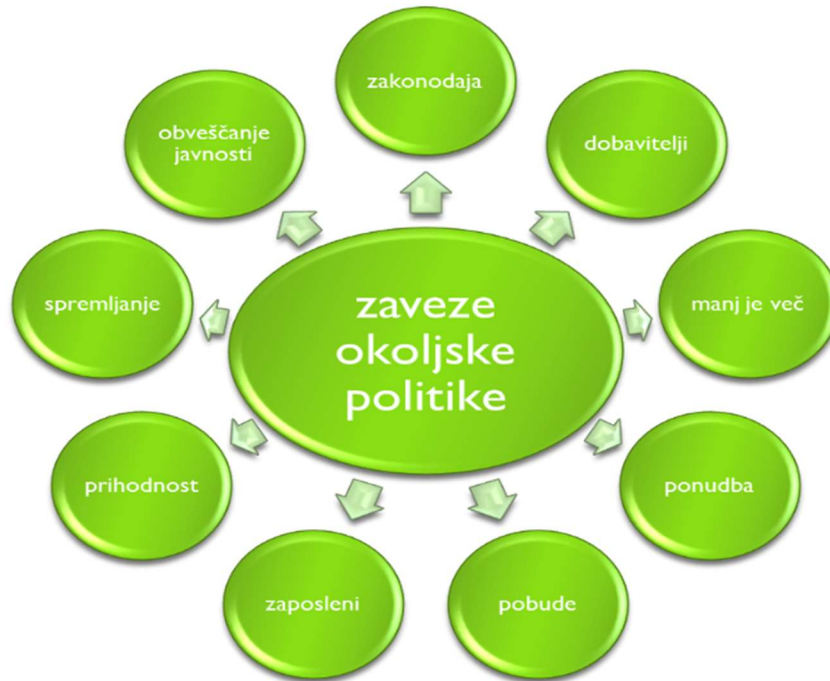 zaveze
okoljske
politike
zakonodaja
dobavitelji
manj je več
ponudba
pobude
zaposleni
prihodnost
spremljanje
obveščanje
javnosti